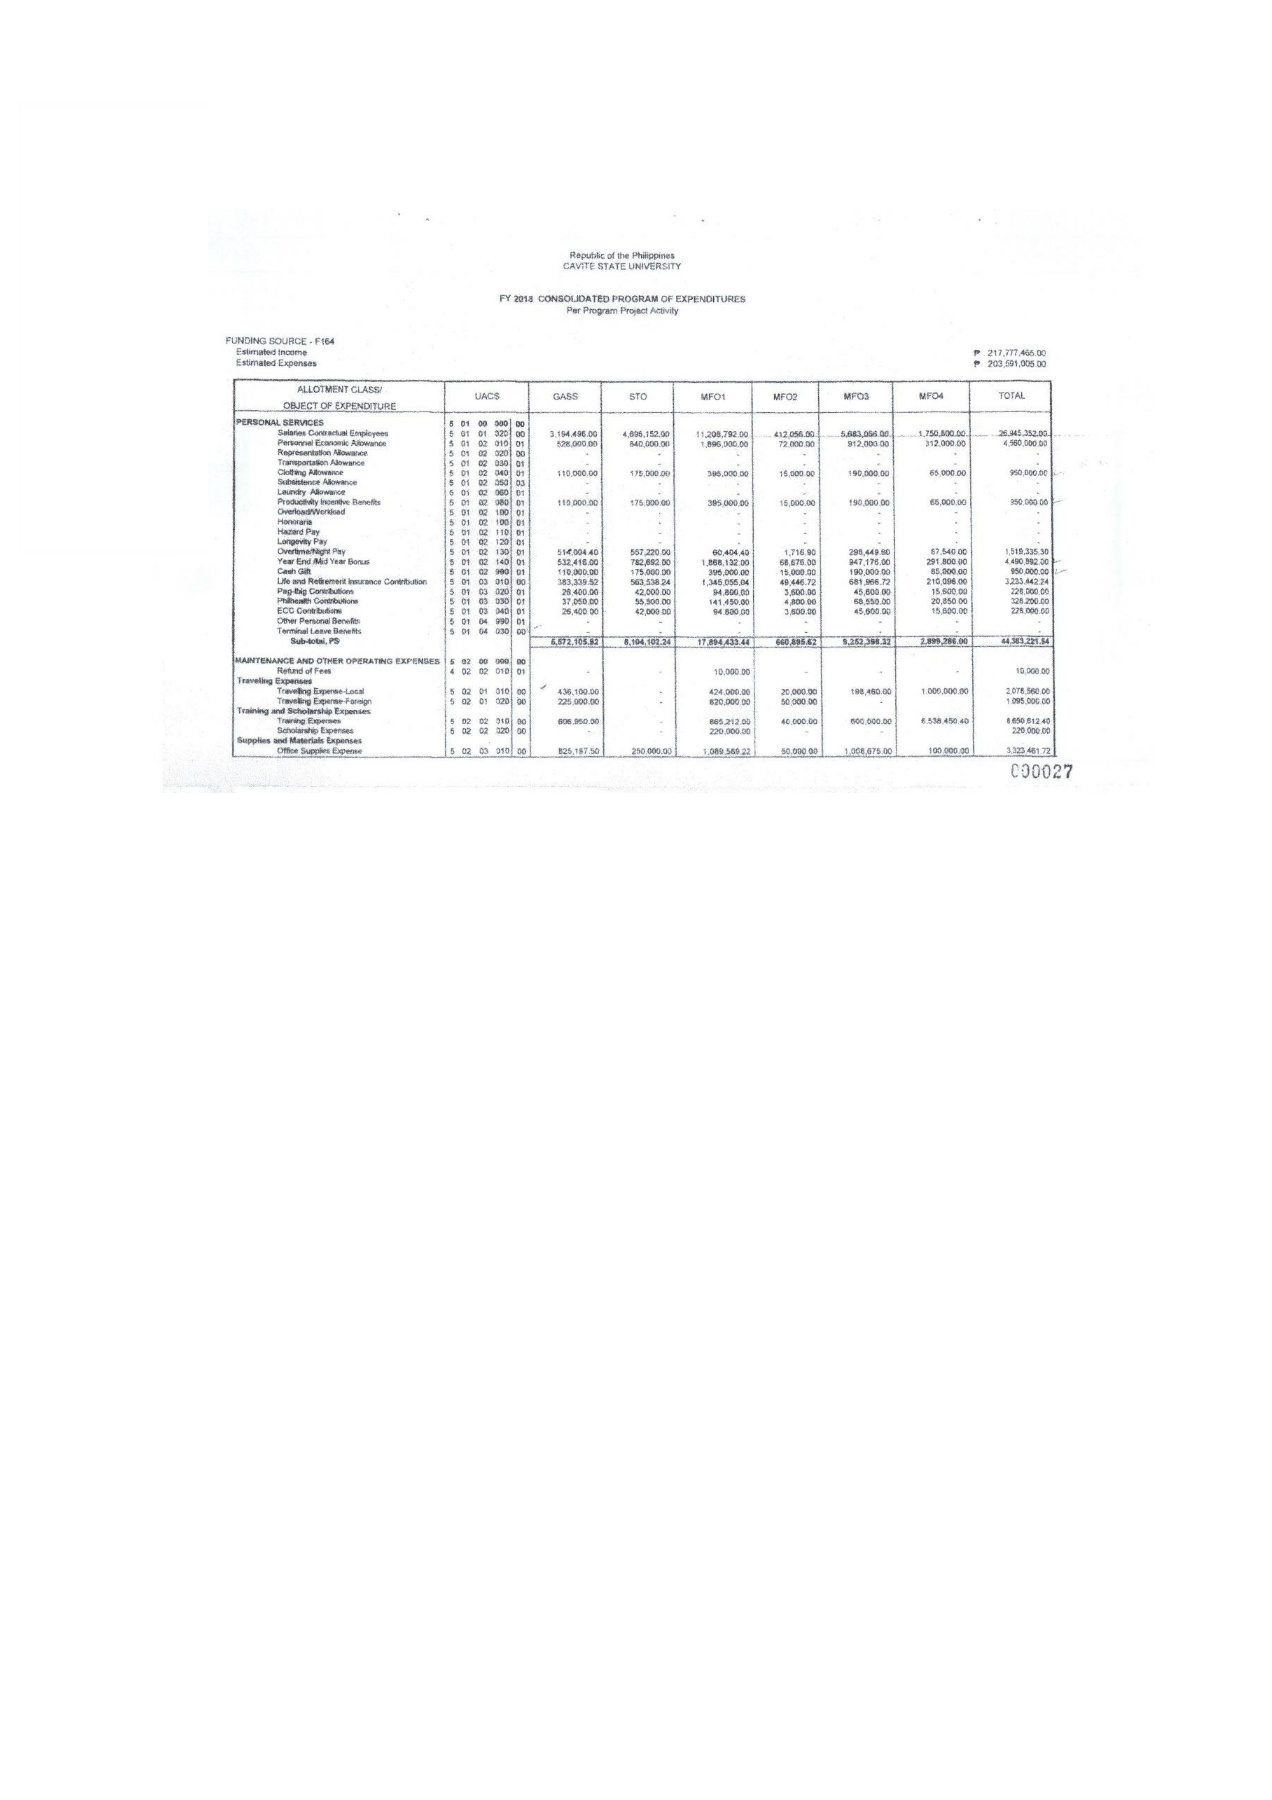 Republic of the Philippines
CAVITE STATE UNIVERSITY
FY 2018 CONSOLIDATED PROGRAM OF EXPENDITURES
Per Program Project Activity
FUNDING SOURCE - F164
Estimated Income ₱ 217,777,466.00
Estimated Expenses ₱ 203,591,006.00
ALLOTMENT CLASS/ OBJECT OF EXPENDITURE UACS GASS STO MFO1 MFO2 MFO3 MFO4 TOTAL
PERSONAL SERVICES 5 01 00 000 00
Salaries Contractual Employees 5 01 01 020 00 3,194,496.00 4,696,152.00 11,208,792.00 412,056.00 5,683,056.00 1,750,800.00 26,945,352.00
Personnel Economic Allowance 5 01 02 010 01 528,000.00 840,000.00 1,896,000.00 72,000.00 912,000.00 312,000.00 4,560,000.00
Representation Allowance 5 01 02 020 00 - - - - - - -
Transportation Allowance 5 01 02 030 01 - - - - - - -
Clothing Allowance 5 01 02 040 01 110,000.00 175,000.00 395,000.00 15,000.00 190,000.00 65,000.00 950,000.00
Subsistence Allowance 5 01 02 050 03 - - - - - - -
Laundry Allowance 5 01 02 060 01 - - - - - - -
Productivity Incentive Benefits 5 01 02 080 01 110,000.00 175,000.00 395,000.00 15,000.00 190,000.00 65,000.00 950,000.00
Overload/Workload 5 01 02 100 01 - - - - - - -
Honoraria 5 01 02 100 01 - - - - - - -
Hazard Pay 5 01 02 110 01 - - - - - - -
Longevity Pay 5 01 02 120 01 - - - - - - -
Overtime/Night Pay 5 01 02 130 01 514,004.40 557,220.00 60,404.40 1,716.90 298,449.60 87,540.00 1,519,335.30
Year End /Mid Year Bonus 5 01 02 140 01 532,416.00 782,692.00 1,868,132.00 68,676.00 947,176.00 291,800.00 4,490,892.00
Cash Gift 5 01 02 990 01 110,000.00 175,000.00 395,000.00 15,000.00 190,000.00 65,000.00 950,000.00
Life and Retirement Insurance Contribution 5 01 03 010 00 383,339.52 563,538.24 1,345,055.04 49,446.72 681,966.72 210,096.00 3,233,442.24
Pag-Ibig Contributions 5 01 03 020 01 26,400.00 42,000.00 94,800.00 3,600.00 45,600.00 15,600.00 228,000.00
Philhealth Contributions 5 01 03 030 01 37,050.00 55,500.00 141,450.00 4,800.00 68,550.00 20,850.00 328,200.00
ECC Contributions 5 01 03 040 01 26,400.00 42,000.00 94,800.00 3,600.00 45,600.00 15,600.00 228,000.00
Other Personal Benefits 5 01 04 990 01 - - - - - - -
Terminal Leave Benefits 5 01 04 030 00 - - - - - - -
Sub-total, PS 5,572,105.92 8,104,102.24 17,894,433.44 660,895.62 9,252,398.32 2,899,286.00 44,383,221.54
MAINTENANCE AND OTHER OPERATING EXPENSES 5 02 00 000 00
Refund of Fees 4 02 02 010 01 - - 10,000.00 - - - 10,000.00
Traveling Expenses
Travelling Expense-Local 5 02 01 010 00 436,100.00 - 424,000.00 20,000.00 198,460.00 1,000,000.00 2,078,560.00
Travelling Expense-Foreign 5 02 01 020 00 225,000.00 - 820,000.00 50,000.00 - - 1,095,000.00
Training and Scholarship Expenses
Training Expenses 5 02 02 010 00 606,950.00 - 865,212.00 40,000.00 600,000.00 6,538,450.40 8,650,612.40
Scholarship Expenses 5 02 02 020 00 - - 220,000.00 - - - 220,000.00
Supplies and Materials Expenses
Office Supplies Expense 5 02 03 010 00 825,197.50 250,000.00 1,089,589.22 50,000.00 1,008,675.00 100,000.00 3,323,461.72
000027